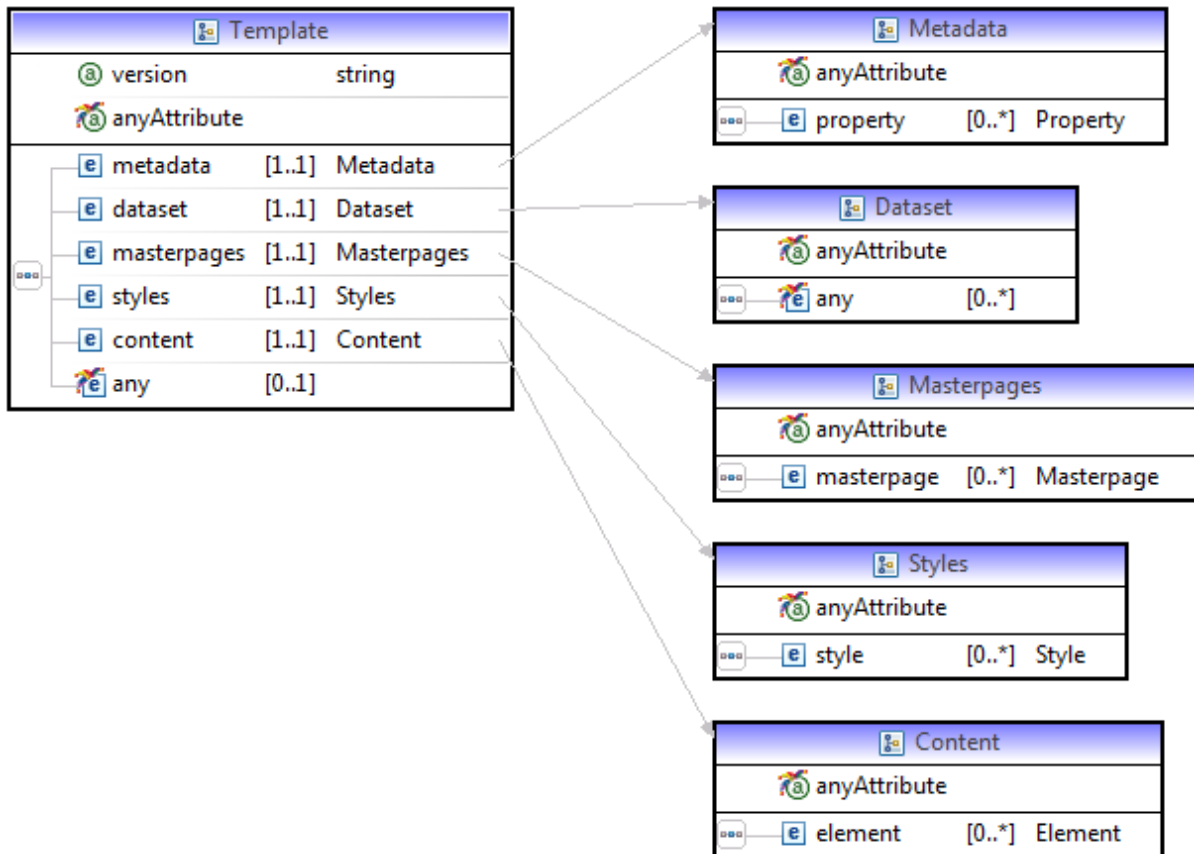 Template
version string
anyAttribute
metadata [1..1] Metadata
dataset [1..1] Dataset
masterpages [1..1] Masterpages
styles [1..1] Styles
content [1..1] Content
any [0..1]
Metadata
anyAttribute
property [0..*] Property
Dataset
anyAttribute
any [0..*]
Masterpages
anyAttribute
masterpage [0..*] Masterpage
Styles
anyAttribute
style [0..*] Style
Content
anyAttribute
element [0..*] Element